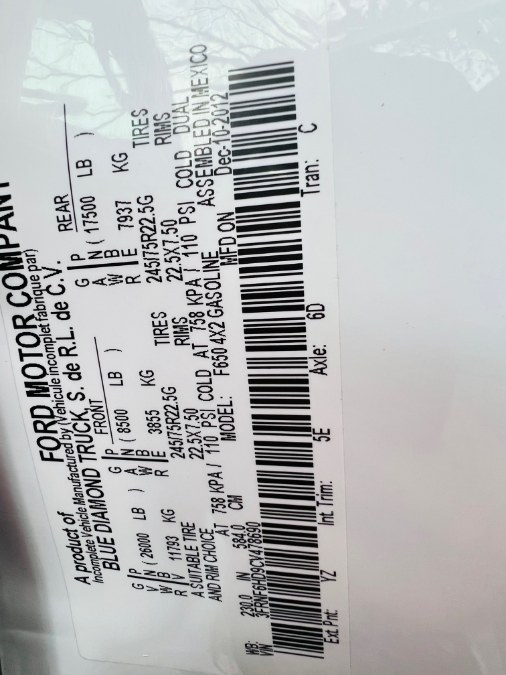 A product of FORD MOTOR COMPANY
Incomplete Vehicle Manufactured by (Véhicule incomplet fabrique par)
BLUE DIAMOND TRUCK, S. de R.L. de C.V.
FRONT REAR
G P G P G P
V N ( 26000 LB ) A N ( 8500 LB ) A N ( 17500 LB )
W B W B W B
R V 11793 KG R E 3855 KG R E 7937 KG
A SUITABLE TIRE 245/75R22.5G TIRES 245/75R22.5G TIRES
AND RIM CHOICE 22.5X7.50 RIMS 22.5X7.50 RIMS
AT 758 KPA / 110 PSI COLD AT 758 KPA / 110 PSI COLD DUAL
WB: 230.0 IN 584.0 CM MODEL: F650 4X2 GASOLINE ASSEMBLED IN MEXICO
VIN 3FRNF6HD9CV478690 MFD ON Dec-10-2012
Ext. Pnt: YZ Int. Trim: 5E Axle: 6D Tran: C